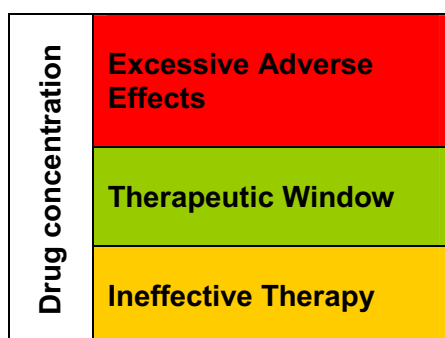 Drug concentration
Excessive Adverse
Effects
Therapeutic Window
Ineffective Therapy